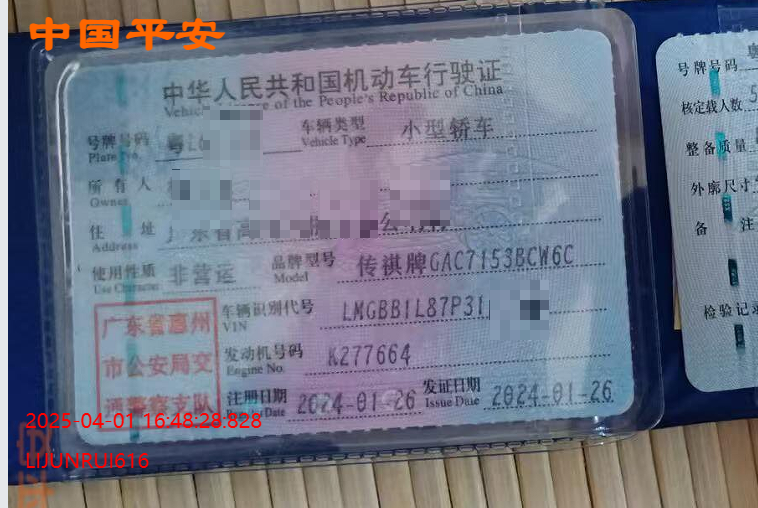 中国平安
中华人民共和国机动车行驶证
Vehicle License of the People's Republic of China
号牌号码 粤L 车辆类型 小型轿车
Plate No. Vehicle Type
所有人
Owner
住址 广东省
Address
使用性质 非营运 品牌型号 传祺牌GAC7153BCW6C
Use Character Model
车辆识别代号 LMGBB1L87P31
VIN
发动机号码 K277664
Engine No.
注册日期 2024-01-26 发证日期 2024-01-26
Register Date Issue Date
广东省惠州
市公安局交
通警察支队
2025-04-01 16:48:28:828
LIJUNRUI616
号牌号码 粤
核定载人数 5
整备质量
外廓尺寸
备注
检验记录